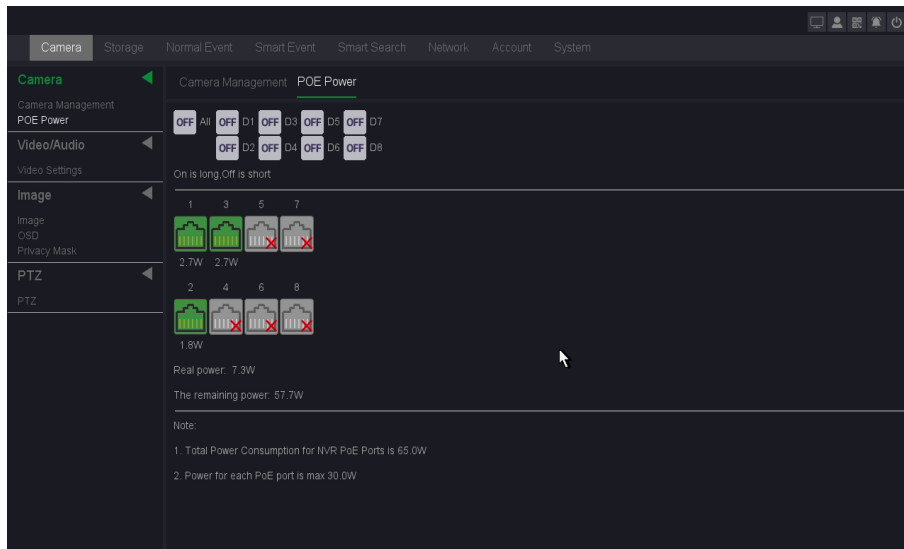 Camera Storage Normal Event Smart Event Smart Search Network Account System
Camera
Camera Management
POE Power
Video/Audio
Video Settings
Image
Image
OSD
Privacy Mask
PTZ
PTZ
Camera Management POE Power
OFF All OFF D1 OFF D3 OFF D5 OFF D7
OFF D2 OFF D4 OFF D6 OFF D8
On is long,Off is short
1 3 5 7
2.7W 2.7W
2 4 6 8
1.8W
Real power: 7.3W
The remaining power: 57.7W
Note:
1. Total Power Consumption for NVR PoE Ports is 65.0W
2. Power for each PoE port is max 30.0W